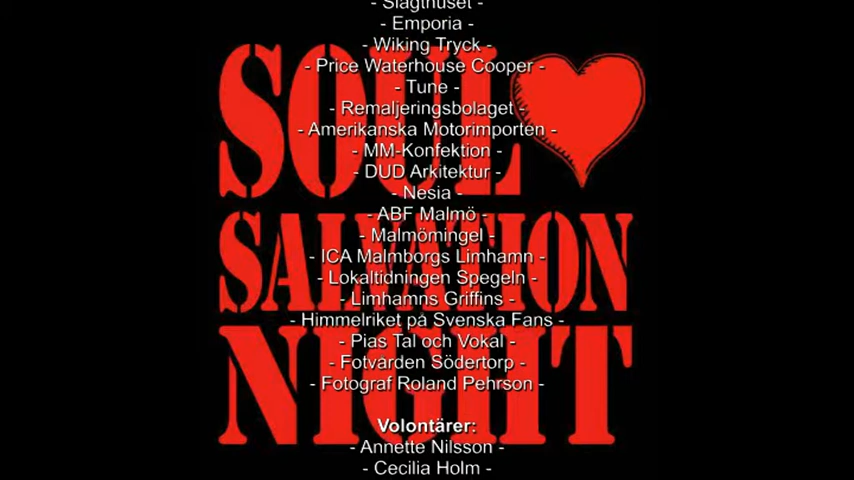 - Slagthuset -
- Emporia -
- Wiking Tryck -
- Price Waterhouse Cooper -
- Tune -
- Remaljeringsbolaget -
- Amerikanska Motorimporten -
- MM-Konfektion -
- DUD Arkitektur -
- Nesia -
- ABF Malmö -
- Malmömingel -
- ICA Malmborgs Limhamn -
- Lokaltidningen Spegeln -
- Limhamns Griffins -
- Himmelriket på Svenska Fans -
- Pias Tal och Vokal -
- Fotvården Södertorp -
- Fotograf Roland Pehrson -
Volontärer:
- Annette Nilsson -
- Cecilia Holm -
SOUL
SALVATION
NIGHT